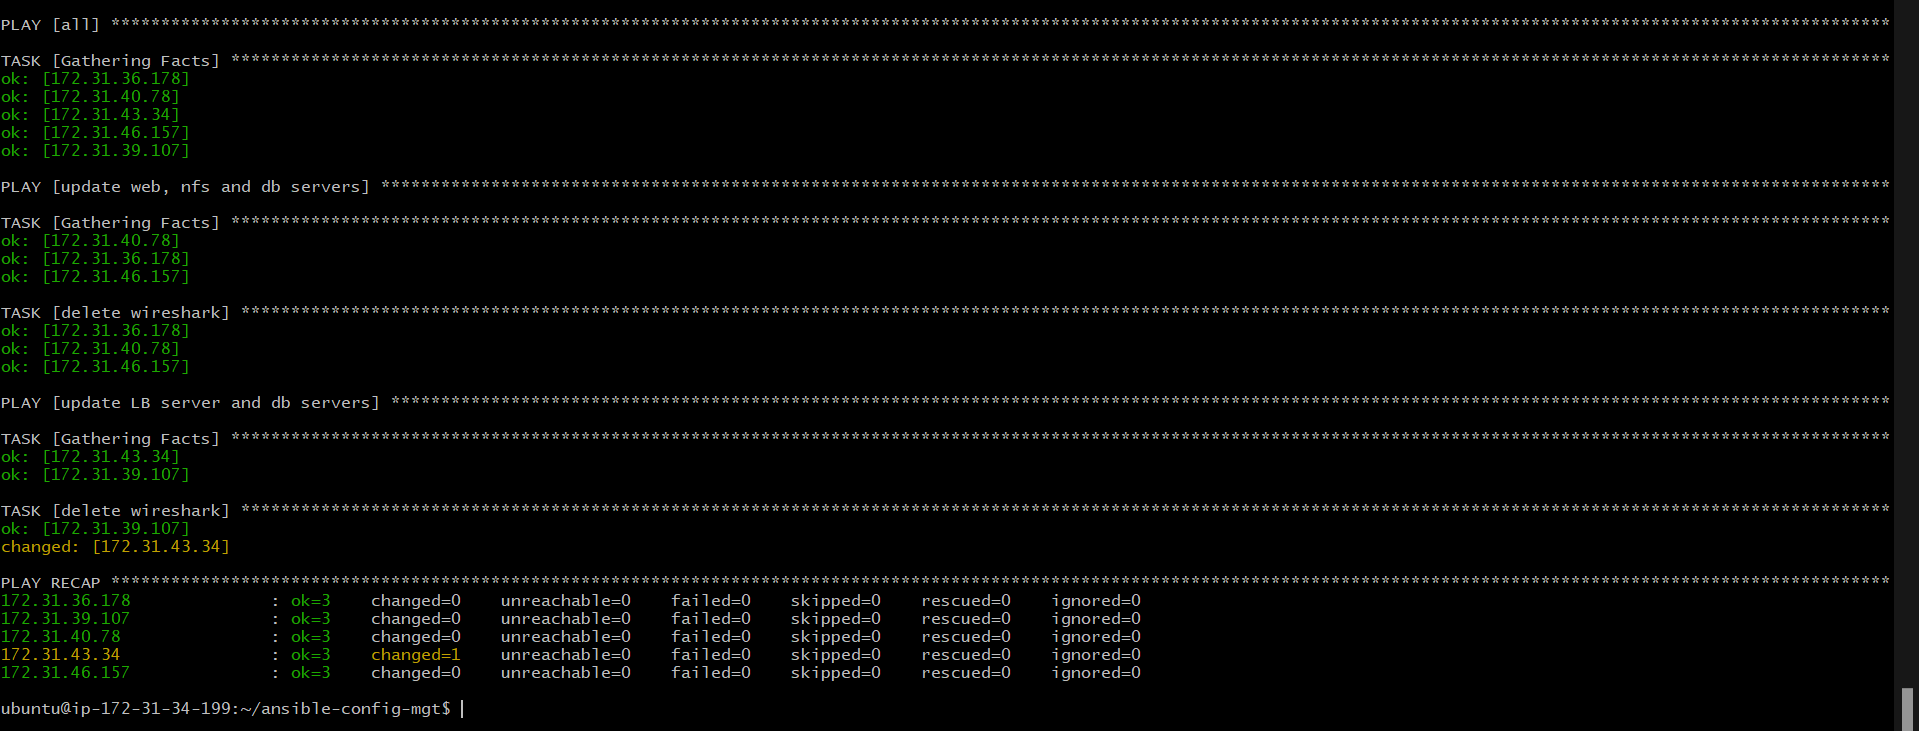 PLAY [all] **********************************************************************************************************************************************************************************
TASK [Gathering Facts] **********************************************************************************************************************************************************************
ok: [172.31.36.178]
ok: [172.31.40.78]
ok: [172.31.43.34]
ok: [172.31.46.157]
ok: [172.31.39.107]
PLAY [update web, nfs and db servers] *******************************************************************************************************************************************************
TASK [Gathering Facts] **********************************************************************************************************************************************************************
ok: [172.31.40.78]
ok: [172.31.36.178]
ok: [172.31.46.157]
TASK [delete wireshark] *********************************************************************************************************************************************************************
ok: [172.31.36.178]
ok: [172.31.40.78]
ok: [172.31.46.157]
PLAY [update LB server and db servers] ******************************************************************************************************************************************************
TASK [Gathering Facts] **********************************************************************************************************************************************************************
ok: [172.31.43.34]
ok: [172.31.39.107]
TASK [delete wireshark] *********************************************************************************************************************************************************************
ok: [172.31.39.107]
changed: [172.31.43.34]
PLAY RECAP **********************************************************************************************************************************************************************************
172.31.36.178              : ok=3    changed=0    unreachable=0    failed=0    skipped=0    rescued=0    ignored=0
172.31.39.107              : ok=3    changed=0    unreachable=0    failed=0    skipped=0    rescued=0    ignored=0
172.31.40.78               : ok=3    changed=0    unreachable=0    failed=0    skipped=0    rescued=0    ignored=0
172.31.43.34               : ok=3    changed=1    unreachable=0    failed=0    skipped=0    rescued=0    ignored=0
172.31.46.157              : ok=3    changed=0    unreachable=0    failed=0    skipped=0    rescued=0    ignored=0
ubuntu@ip-172-31-34-199:~/ansible-config-mgt$